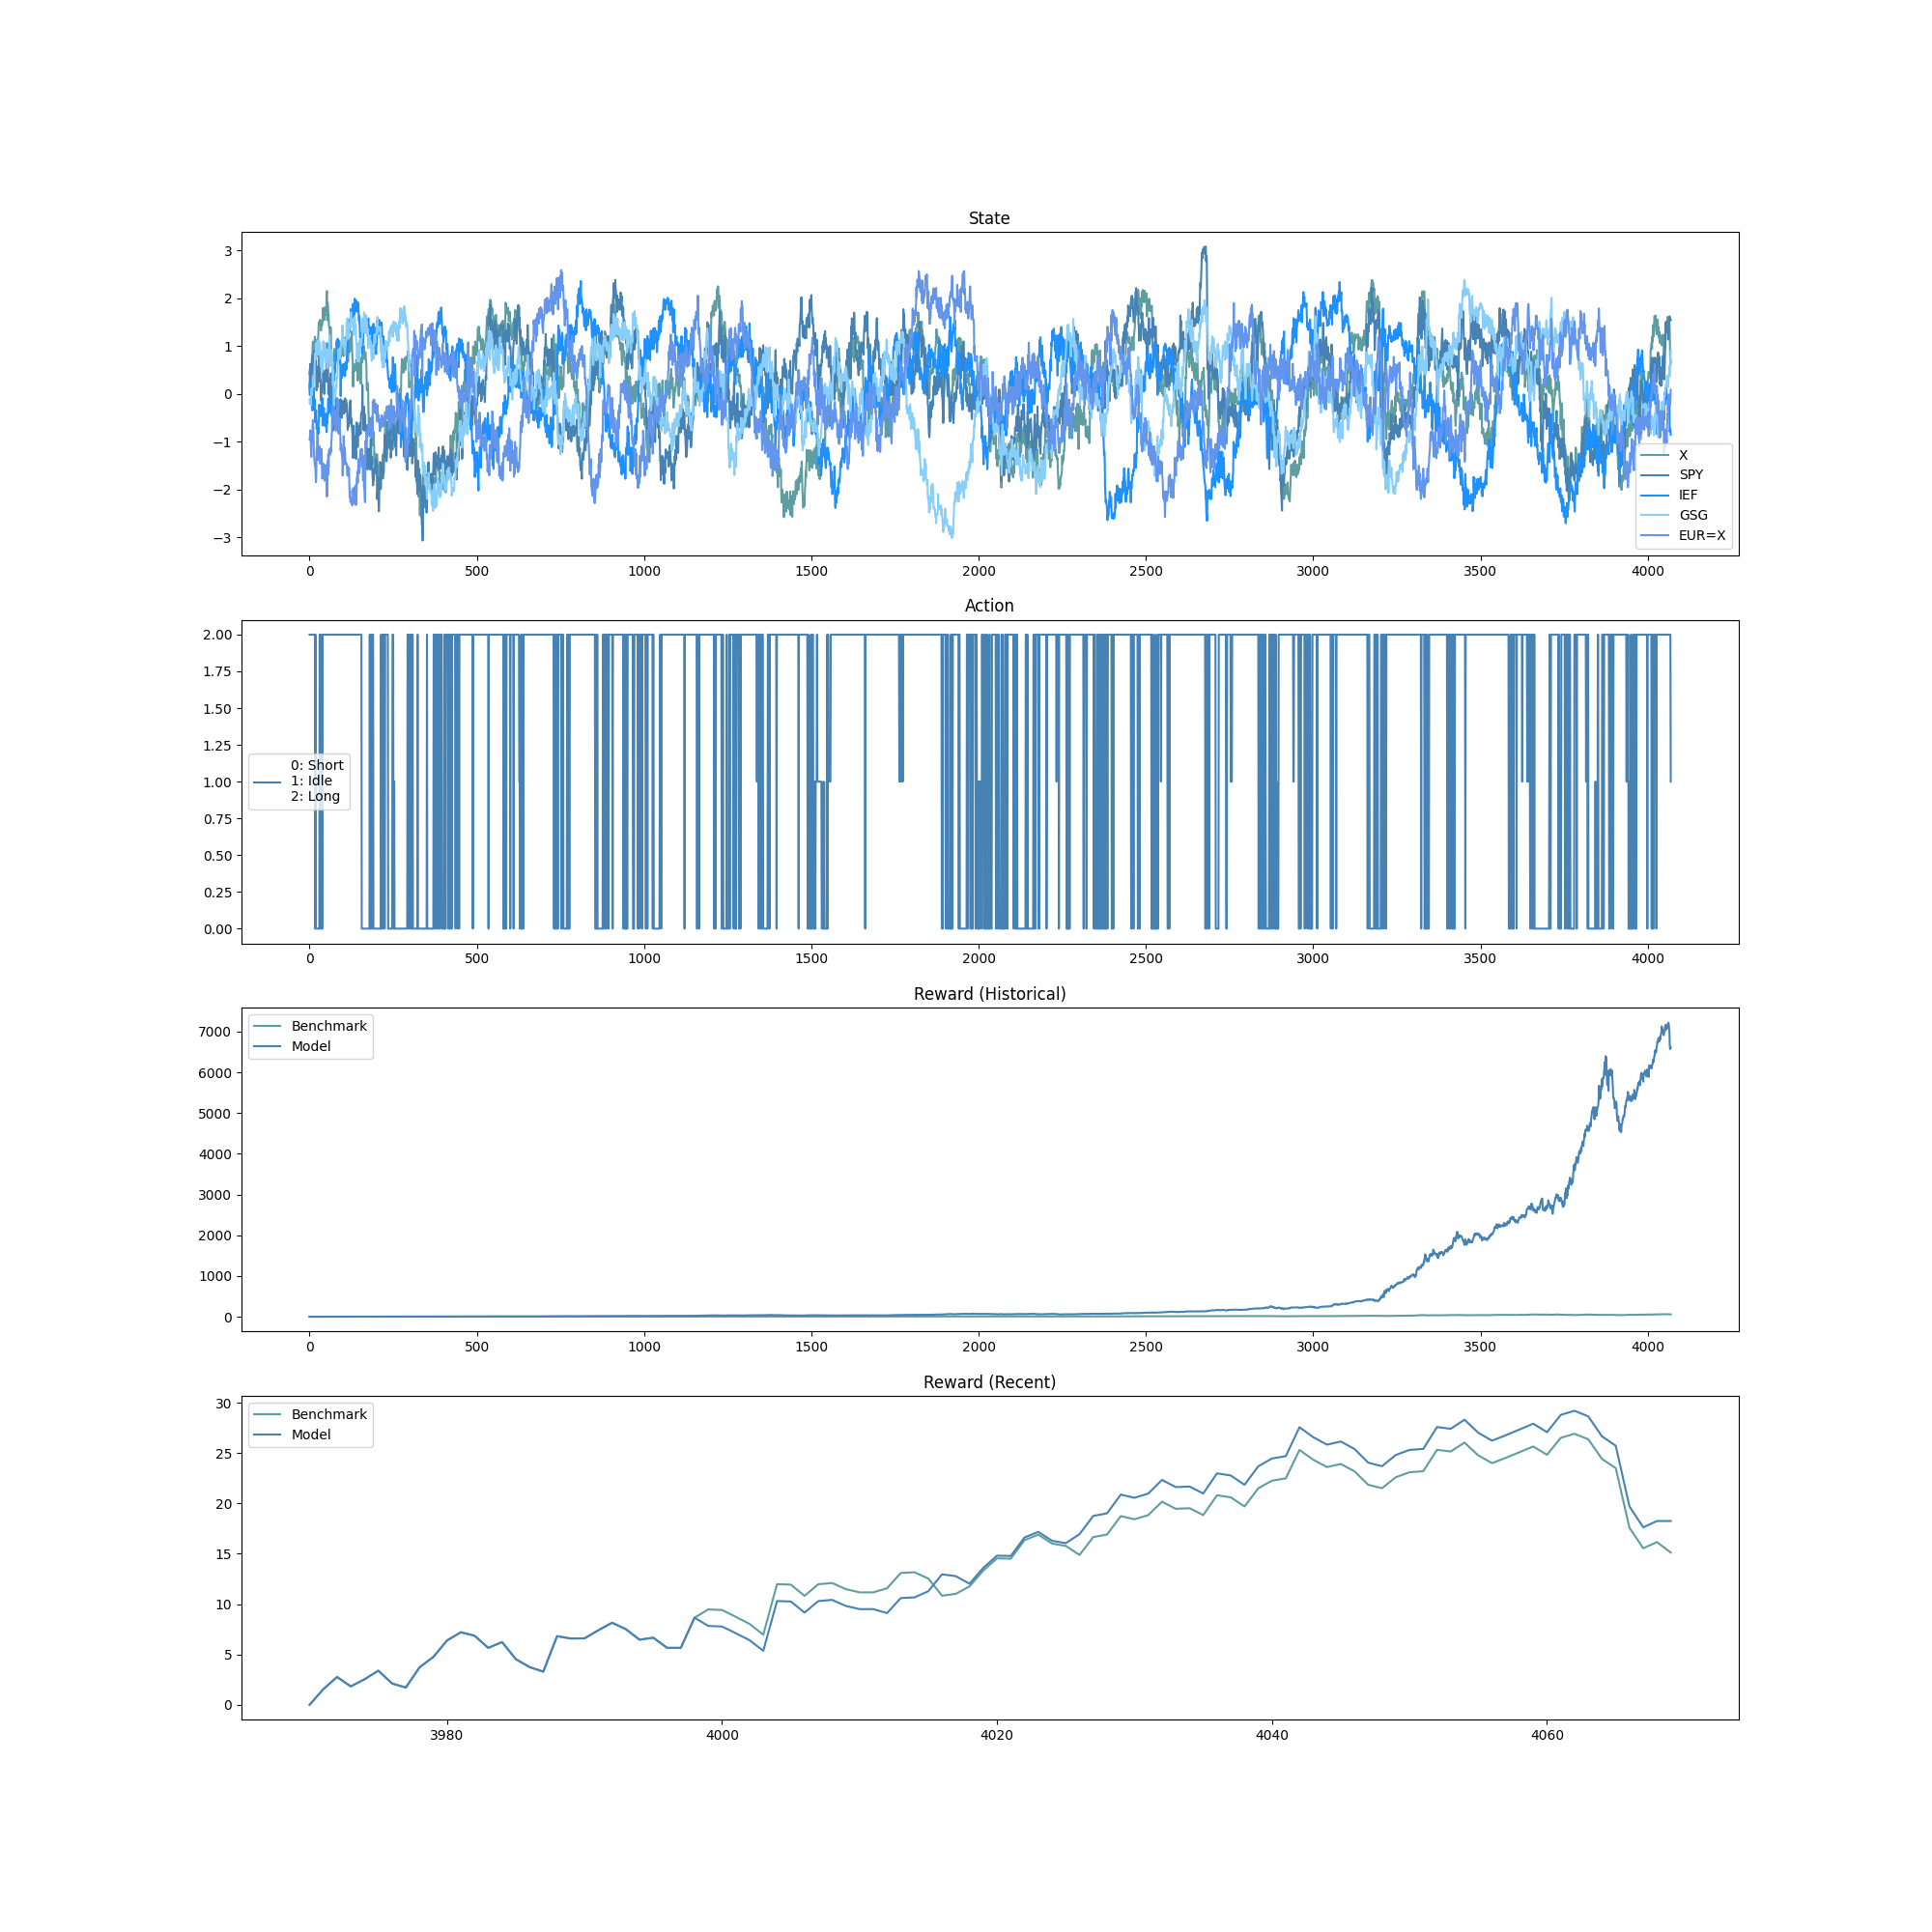 State
3
2
1
0
−1
−2
−3
X
SPY
IEF
GSG
EUR=X
0 500 1000 1500 2000 2500 3000 3500 4000
Action
2.00
1.75
1.50
1.25
1.00
0.75
0.50
0.25
0.00
0: Short
1: Idle
2: Long
0 500 1000 1500 2000 2500 3000 3500 4000
Reward (Historical)
Benchmark
Model
7000
6000
5000
4000
3000
2000
1000
0
0 500 1000 1500 2000 2500 3000 3500 4000
Reward (Recent)
Benchmark
Model
30
25
20
15
10
5
0
3980 4000 4020 4040 4060